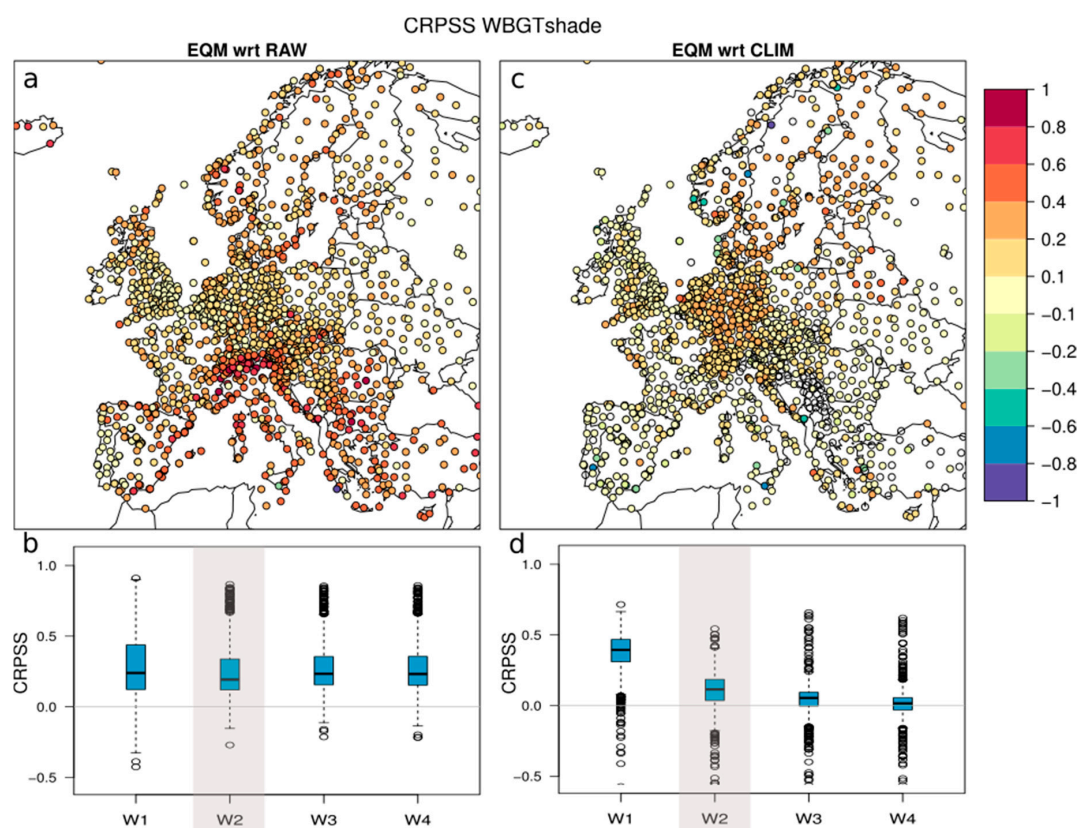 CRPSS WBGTshade
EQM wrt RAW
EQM wrt CLIM
a
c
1
0.8
0.6
0.4
0.2
0.1
−0.1
−0.2
−0.4
−0.6
−0.8
−1
b
CRPSS
1.0
0.5
0.0
−0.5
W1 W2 W3 W4
d
CRPSS
1.0
0.5
0.0
−0.5
W1 W2 W3 W4